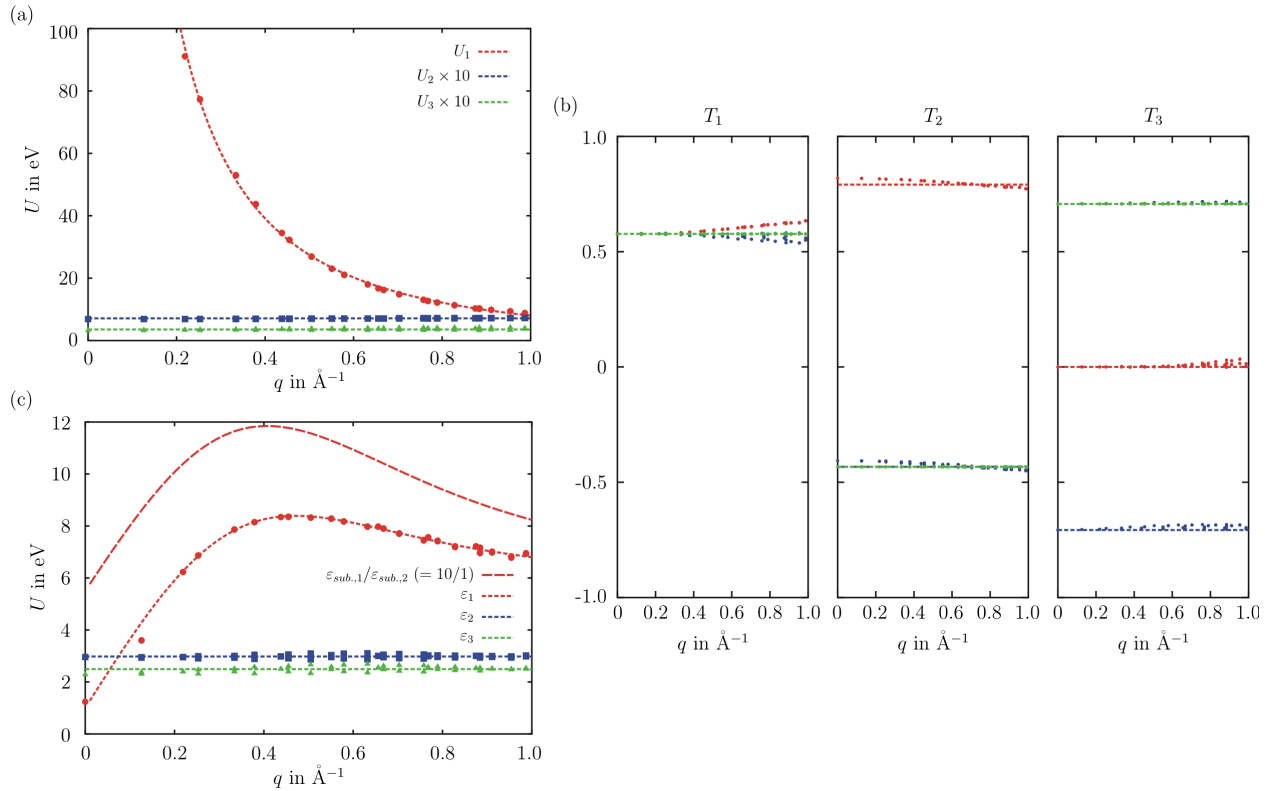 (a)
100
80
60
40
20
0
U in eV
U₁
U₂ × 10
U₃ × 10
0 0.2 0.4 0.6 0.8 1.0
q in Å⁻¹
(b)
T₁ T₂ T₃
1.0
0.5
0
-0.5
-1.0
0 0.2 0.4 0.6 0.8 1.0
0 0.2 0.4 0.6 0.8 1.0
0 0.2 0.4 0.6 0.8 1.0
q in Å⁻¹ q in Å⁻¹ q in Å⁻¹
(c)
12
10
8
6
4
2
0
U in eV
ε_{sub.,1}/ε_{sub.,2} (= 10/1)
ε₁
ε₂
ε₃
0 0.2 0.4 0.6 0.8 1.0
q in Å⁻¹